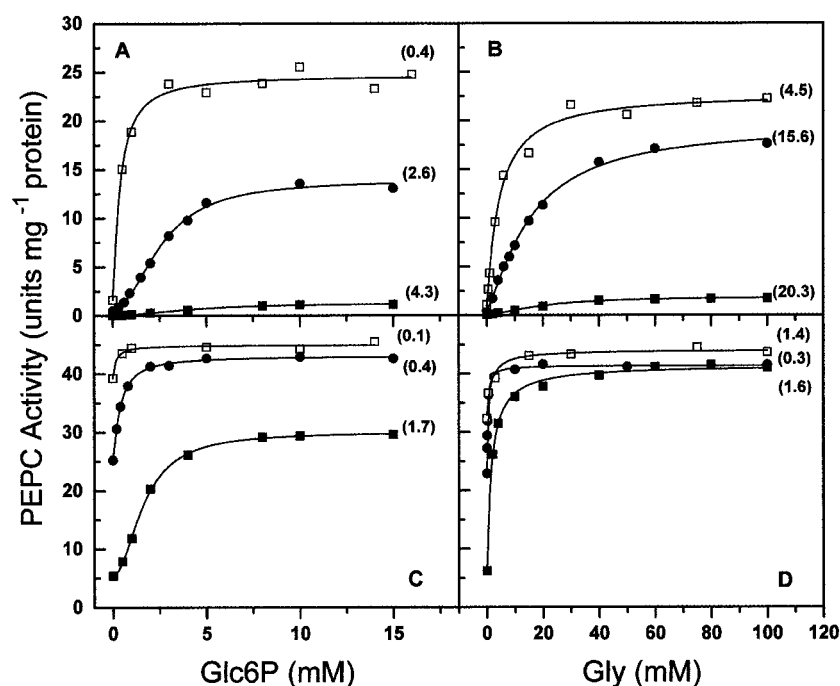 PEPC Activity (units mg⁻¹ protein)
30
25
20
15
10
5
0
A
(0.4)
(2.6)
(4.3)
B
(4.5)
(15.6)
(20.3)
40
30
20
10
0
(0.1)
(0.4)
(1.7)
C
(1.4)
(0.3)
(1.6)
D
0 5 10 15
0 20 40 60 80 100 120
Glc6P (mM)
Gly (mM)